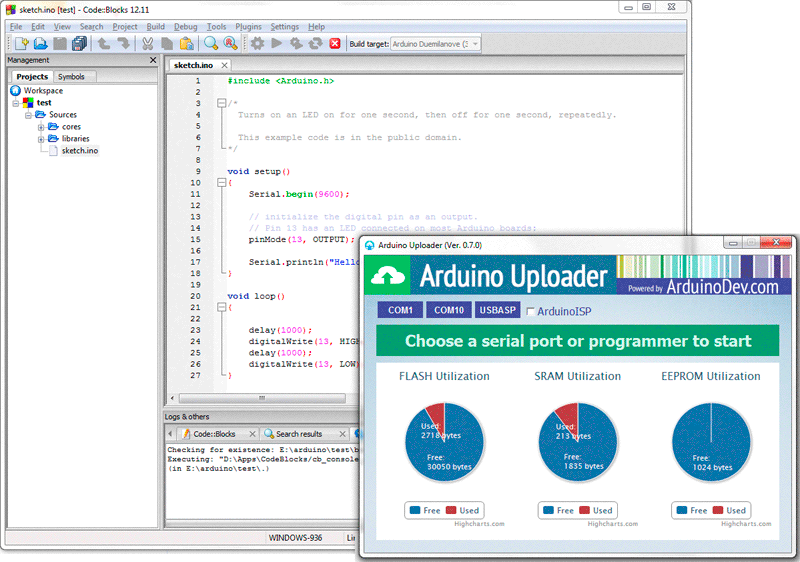 sketch.ino [test] - Code::Blocks 12.11
File Edit View Search Project Build Debug Tools Plugins Settings Help
Build target: Arduino Duemilanove (3
Management
Projects Symbols
Workspace
test
Sources
cores
libraries
sketch.ino
sketch.ino
1 #include <Arduino.h>
2
3 /*
4 Turns on an LED on for one second, then off for one second, repeatedly.
5
6 This example code is in the public domain.
7 */
8
9 void setup()
10 {
11 Serial.begin(9600);
12
13 // initialize the digital pin as an output.
14 // Pin 13 has an LED connected on most Arduino boards:
15 pinMode(13, OUTPUT);
16
17 Serial.println("Hello
18 }
19
20 void loop()
21 {
22
23 delay(1000);
24 digitalWrite(13, HIGH
25 delay(1000);
26 digitalWrite(13, LOW)
27 }
Logs & others
Code::Blocks Search results
Checking for existence: E:\arduino\test\b
Executing: "D:\Apps\CodeBlocks/cb_console
(in E:\arduino\test\.)
WINDOWS-936
Arduino Uploader (Ver. 0.7.0)
Arduino Uploader
Powered by ArduinoDev.com
COM1 COM10 USBASP ArduinoISP
Choose a serial port or programmer to start
FLASH Utilization
Used:
2718 bytes
Free:
30050 bytes
Free Used
Highcharts.com
SRAM Utilization
Used:
213 bytes
Free:
1835 bytes
Free Used
Highcharts.com
EEPROM Utilization
Free:
1024 bytes
Free Used
Highcharts.com